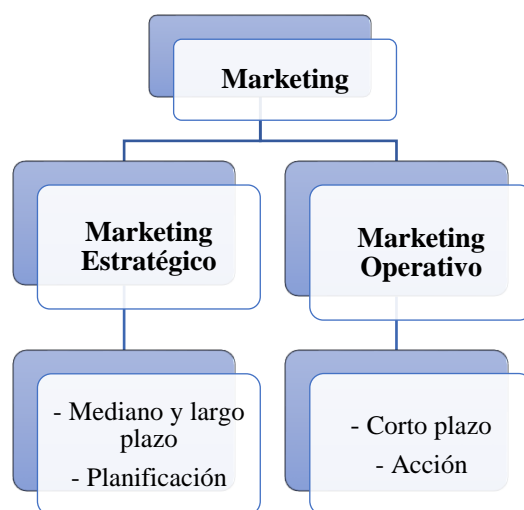 Marketing
Marketing
Estratégico
Marketing
Operativo
- Mediano y largo
plazo
- Planificación
- Corto plazo
- Acción